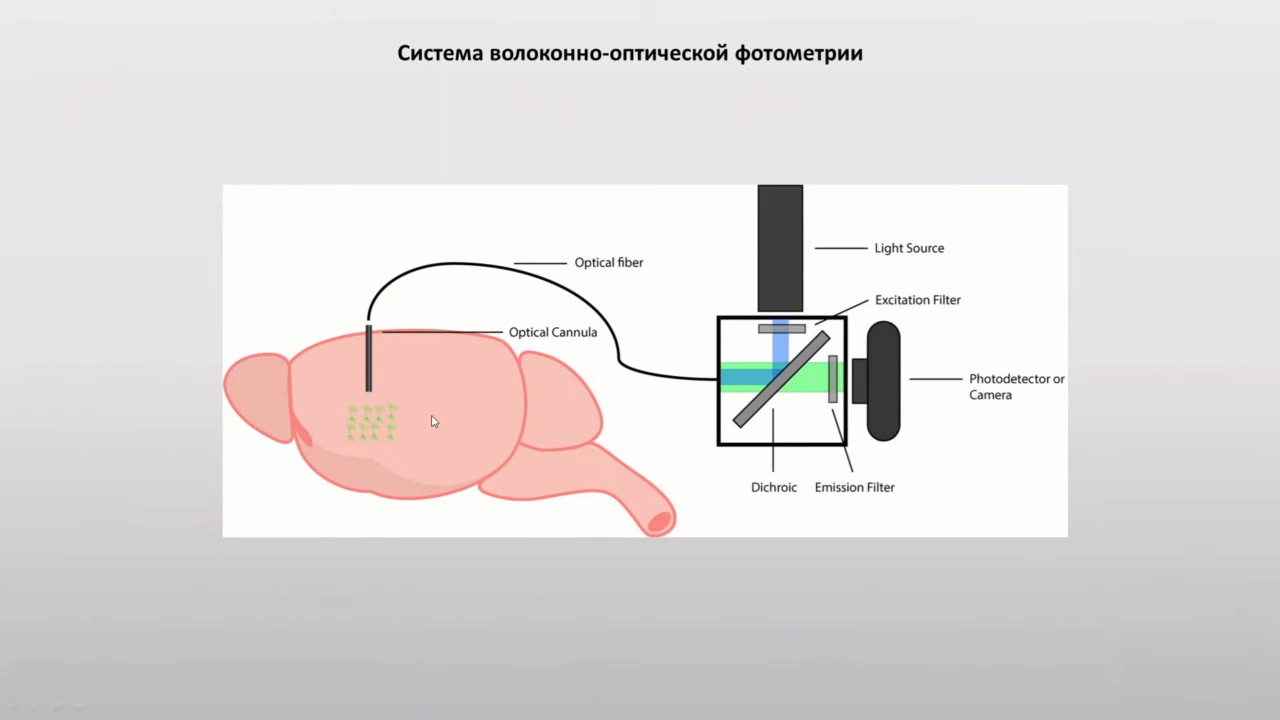 Система волоконно-оптической фотометрии
Light Source
Optical fiber
Excitation Filter
Optical Cannula
Photodetector or
Camera
Dichroic
Emission Filter